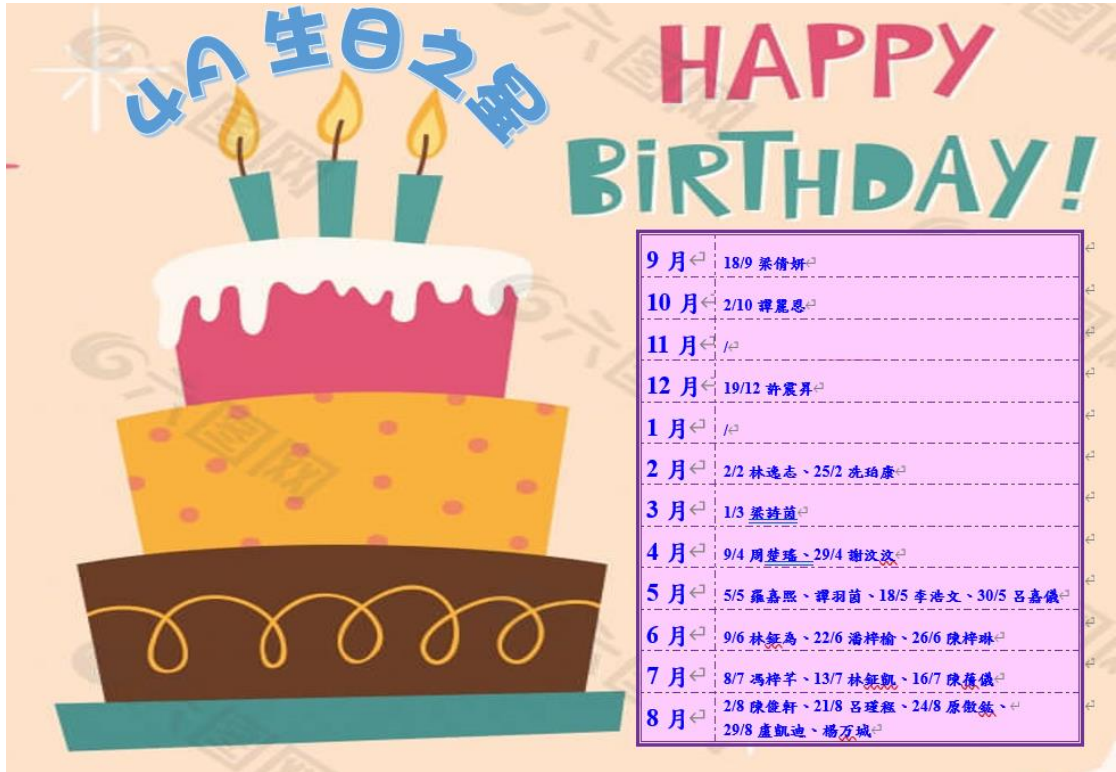 4A 生日之星
HAPPY
BiRTHDAY!
9 月 18/9 梁倩妍
10 月 2/10 譚麗恩
11 月 /
12 月 19/12 許震昇
1 月 /
2 月 2/2 林逸志、25/2 冼珀康
3 月 1/3 梁詩茵
4 月 9/4 周楚瑤、29/4 謝汶汶
5 月 5/5 羅嘉熙、譚羽茵、18/5 李浩文、30/5 呂嘉儀
6 月 9/6 林鉦為、22/6 潘梓榆、26/6 陳梓琳
7 月 8/7 馮梓芊、13/7 林鉦凱、16/7 陳蒨儀
8 月 2/8 陳俊軒、21/8 呂瑾程、24/8 原傲、
29/8 盧凱迪、楊万城
六图网